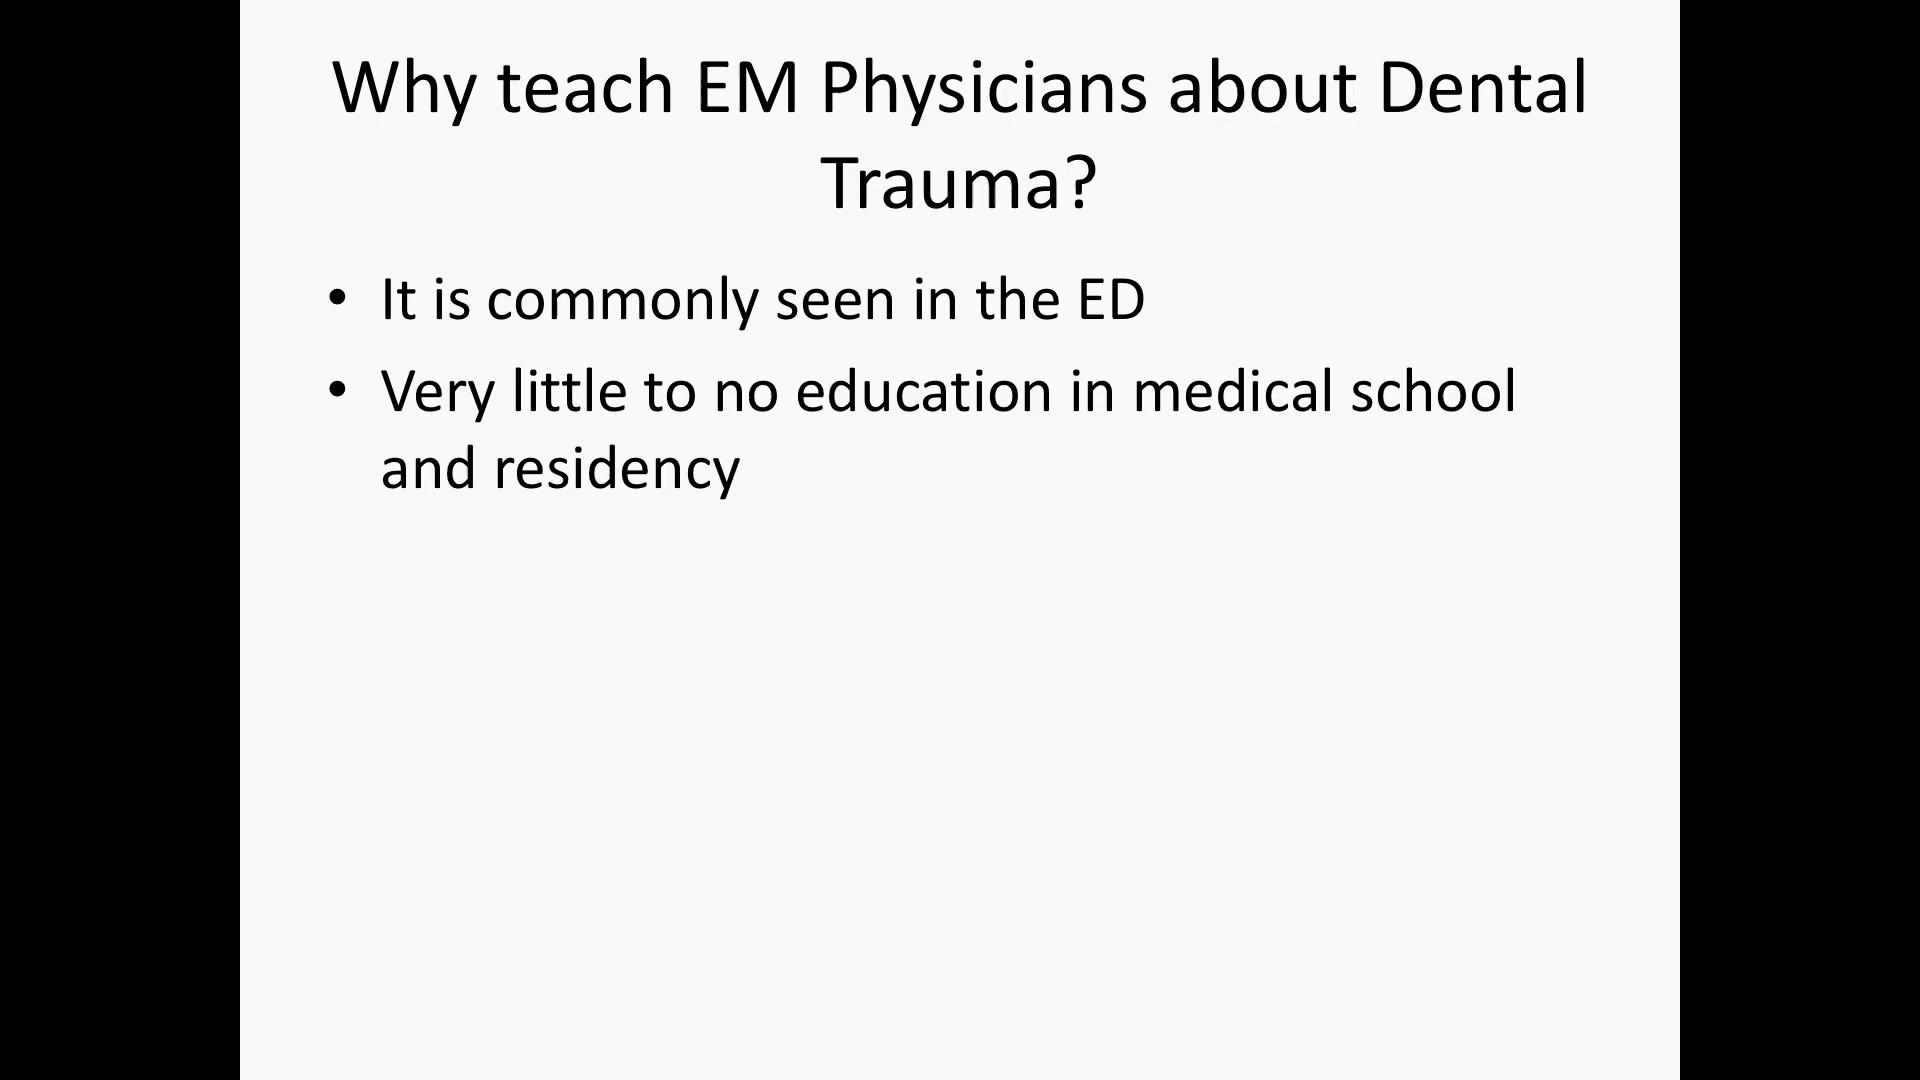 Why teach EM Physicians about Dental
Trauma?
• It is commonly seen in the ED
• Very little to no education in medical school
and residency